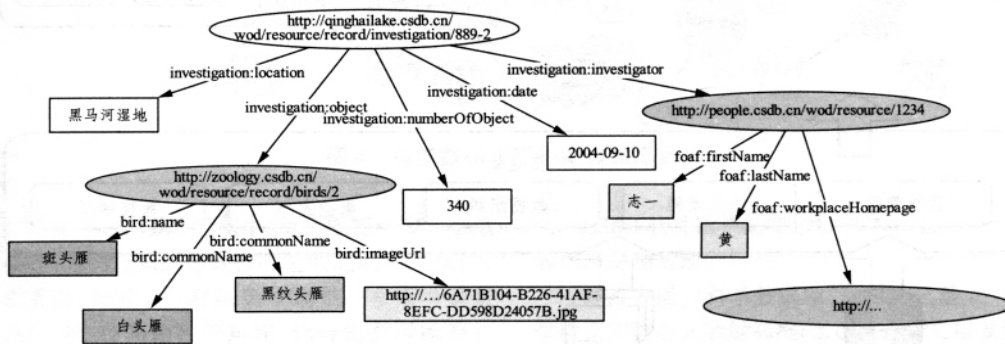 http://qinghailake.csdb.cn/
wod/resource/record/investigation/889-2
investigation:location
investigation:investigator
investigation:date
investigation:object
investigation:numberOfObject
黑马河湿地
http://people.csdb.cn/wod/resource/1234
2004-09-10
http://zoology.csdb.cn/
wod/resource/record/birds/2
340
foaf:firstName
foaf:lastName
foaf:workplaceHomepage
志一
黄
bird:name
bird:commonName
bird:commonName
bird:imageUrl
斑头雁
黑纹头雁
白头雁
http://…/6A71B104-B226-41AF-
8EFC-DD598D24057B.jpg
http://…